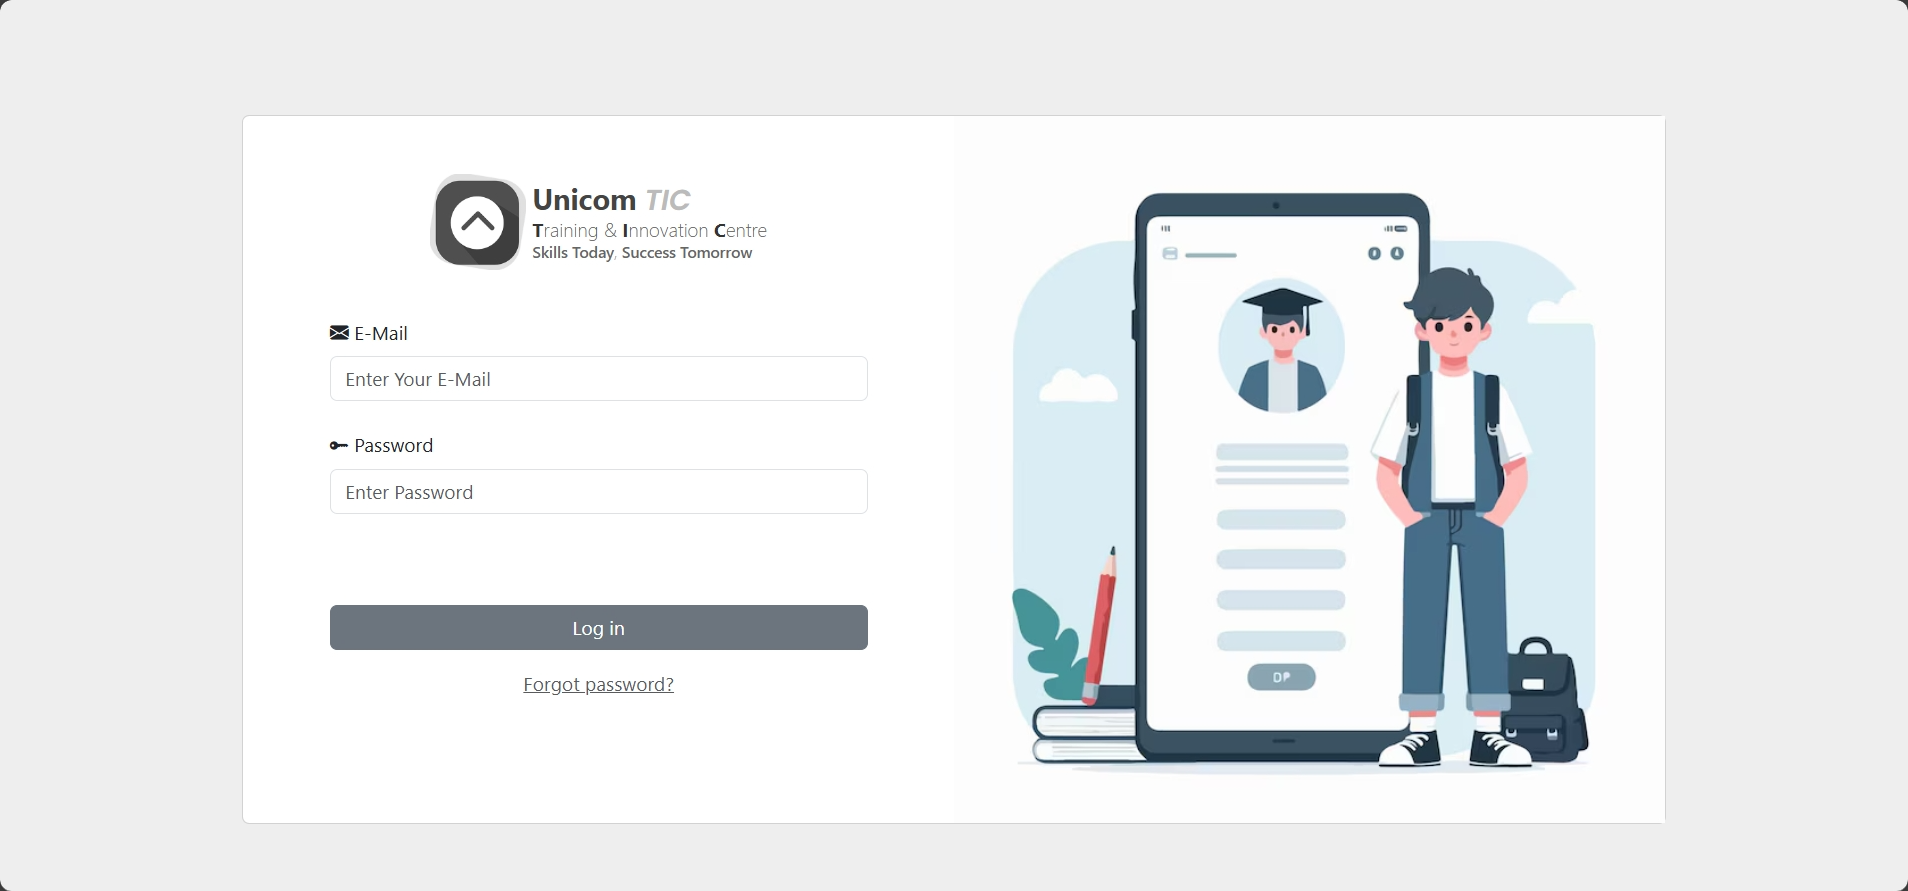 Unicom TIC
Training & Innovation Centre
Skills Today, Success Tomorrow
E-Mail
Enter Your E-Mail
Password
Enter Password
Log in
Forgot password?